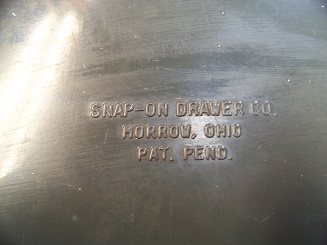 SNAP-ON DRAWER CO.
MORROW, OHIO
PAT. PEND.